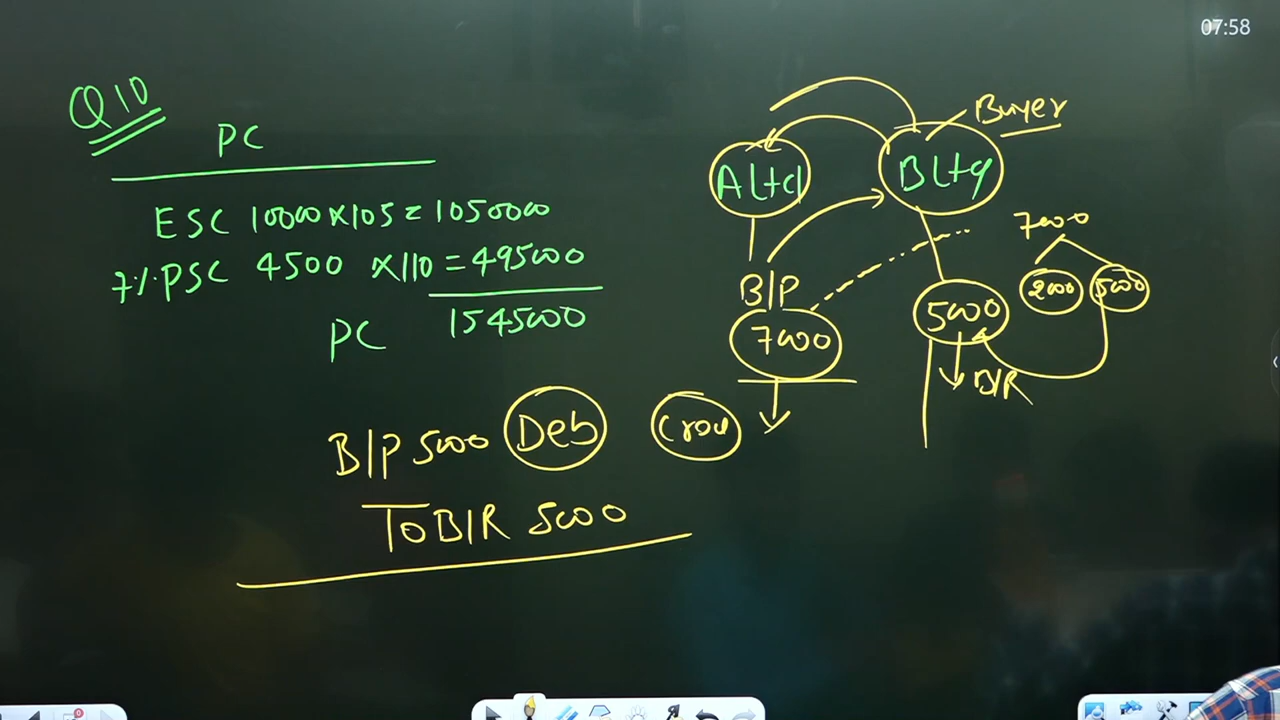 07:58
Q10
PC
ESC 10000 x 105 = 1050000
7% PSC 4500 x 110 = 495000
PC 1545000
B/P 5000 Deb
To B/R 5000
A Ltd
B Ltd
Buyer
B/P
7000
5000
B/R
7000
2000 5000